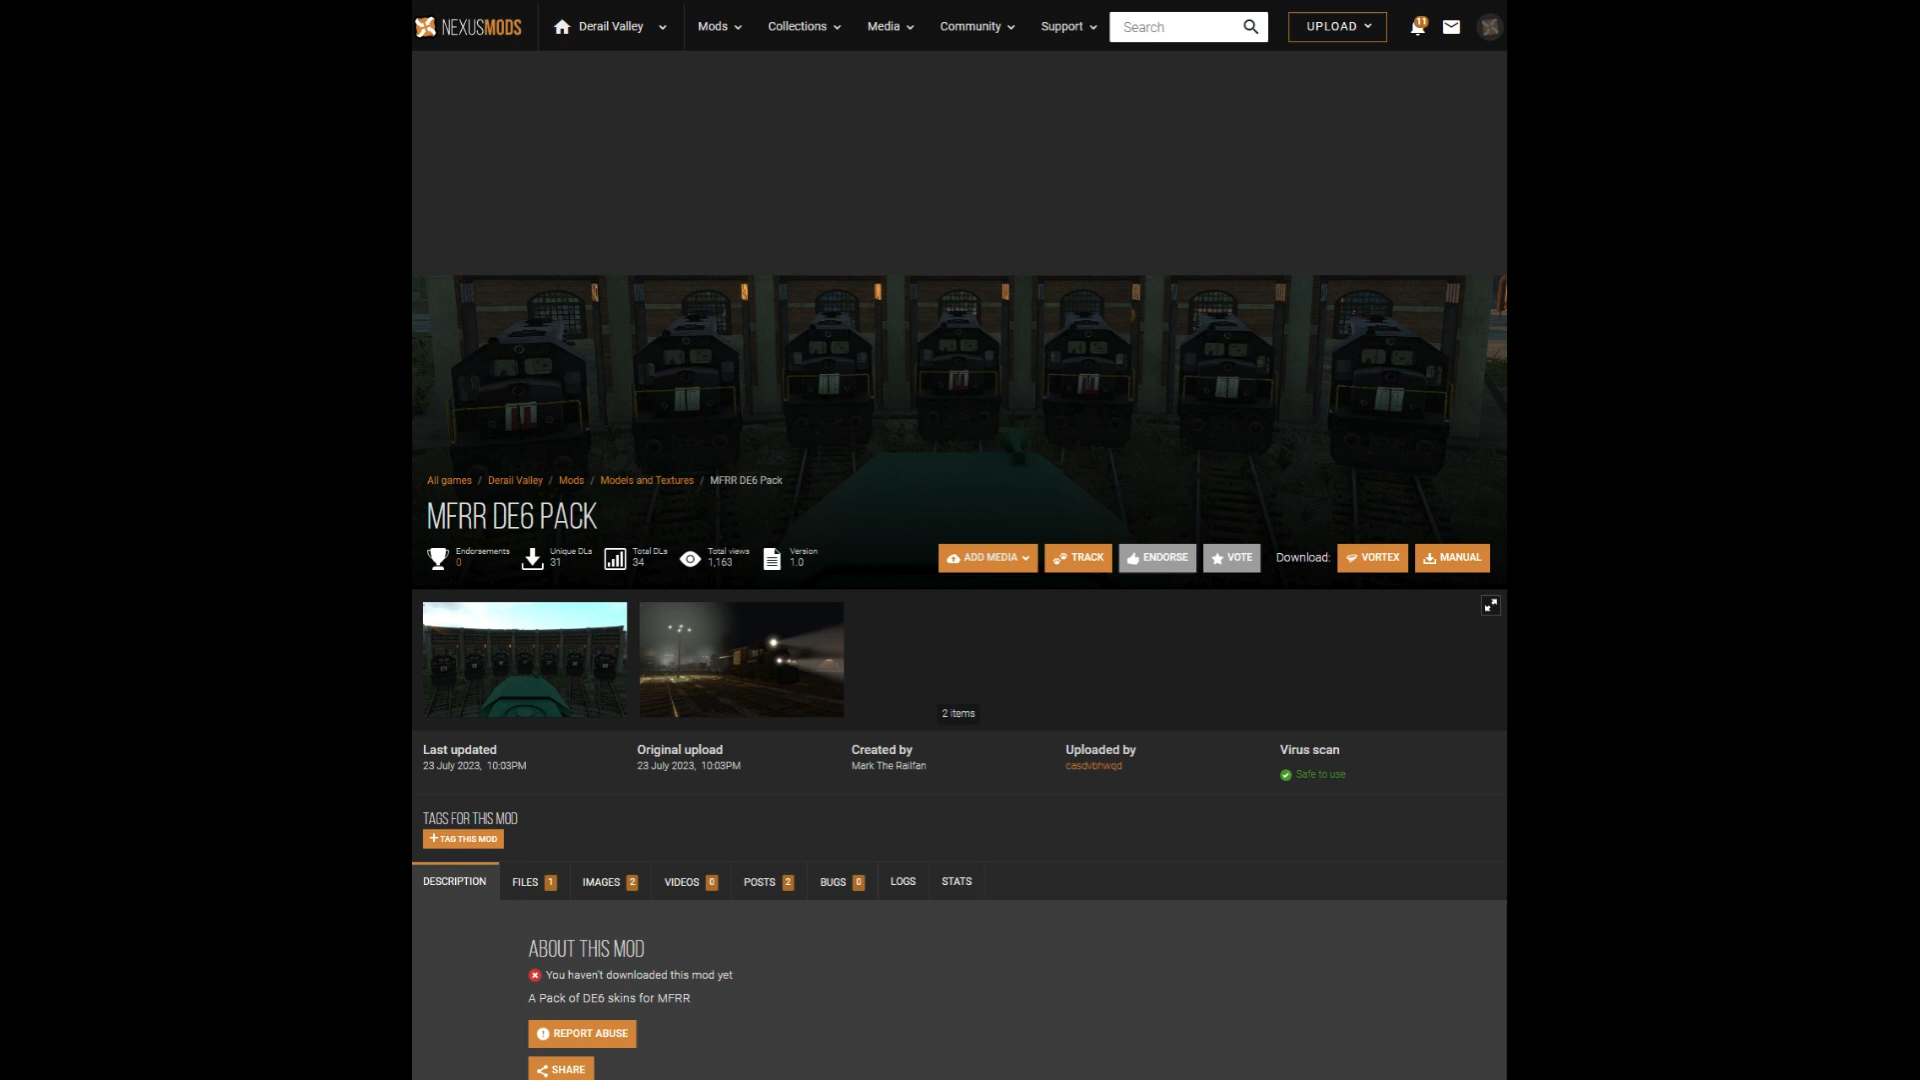 NEXUSMODS
Derail Valley
Mods
Collections
Media
Community
Support
Search
UPLOAD
11
All games / Derail Valley / Mods / Models and Textures / MFRR DE6 Pack
MFRR DE6 PACK
Endorsements
0
Unique DLs
31
Total DLs
34
Total views
1,163
Version
1.0
ADD MEDIA
TRACK
ENDORSE
VOTE
Download:
VORTEX
MANUAL
2 items
Last updated
23 July 2023, 10:03PM
Original upload
23 July 2023, 10:03PM
Created by
Mark The Railfan
Uploaded by
casdvbhwqd
Virus scan
Safe to use
TAGS FOR THIS MOD
TAG THIS MOD
DESCRIPTION
FILES 1
IMAGES 2
VIDEOS 0
POSTS 2
BUGS 0
LOGS
STATS
ABOUT THIS MOD
You haven't downloaded this mod yet
A Pack of DE6 skins for MFRR
REPORT ABUSE
SHARE